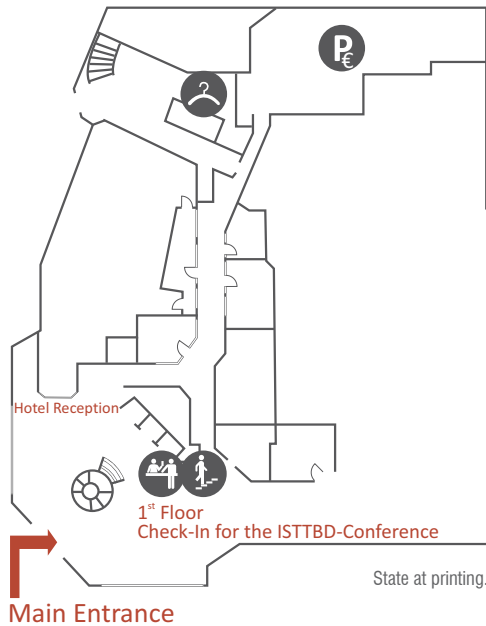 P€
Hotel Reception
1st Floor
Check-In for the ISTTBD-Conference
State at printing.
Main Entrance